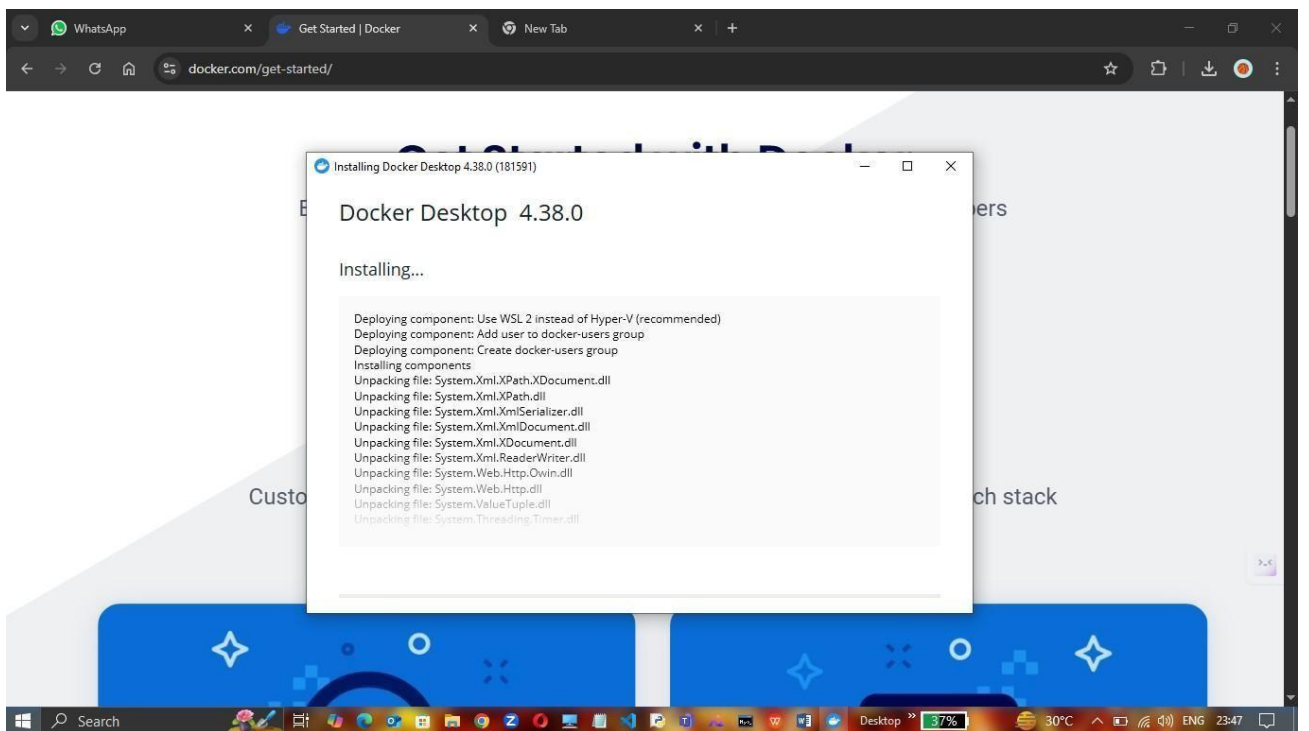 WhatsApp
Get Started | Docker
New Tab
docker.com/get-started/
Installing Docker Desktop 4.38.0 (181591)
Docker Desktop 4.38.0
ers
Installing...
Deploying component: Use WSL 2 instead of Hyper-V (recommended)
Deploying component: Add user to docker-users group
Deploying component: Create docker-users group
Installing components
Unpacking file: System.Xml.XPath.XDocument.dll
Unpacking file: System.Xml.XPath.dll
Unpacking file: System.Xml.XmlSerializer.dll
Unpacking file: System.Xml.XmlDocument.dll
Unpacking file: System.Xml.XDocument.dll
Unpacking file: System.Xml.ReaderWriter.dll
Unpacking file: System.Web.Http.Owin.dll
Unpacking file: System.Web.Http.dll
Unpacking file: System.ValueTuple.dll
Unpacking file: System.Threading.Timer.dll
Custo
ch stack
Search
Desktop
37%
30°C
ENG
23:47